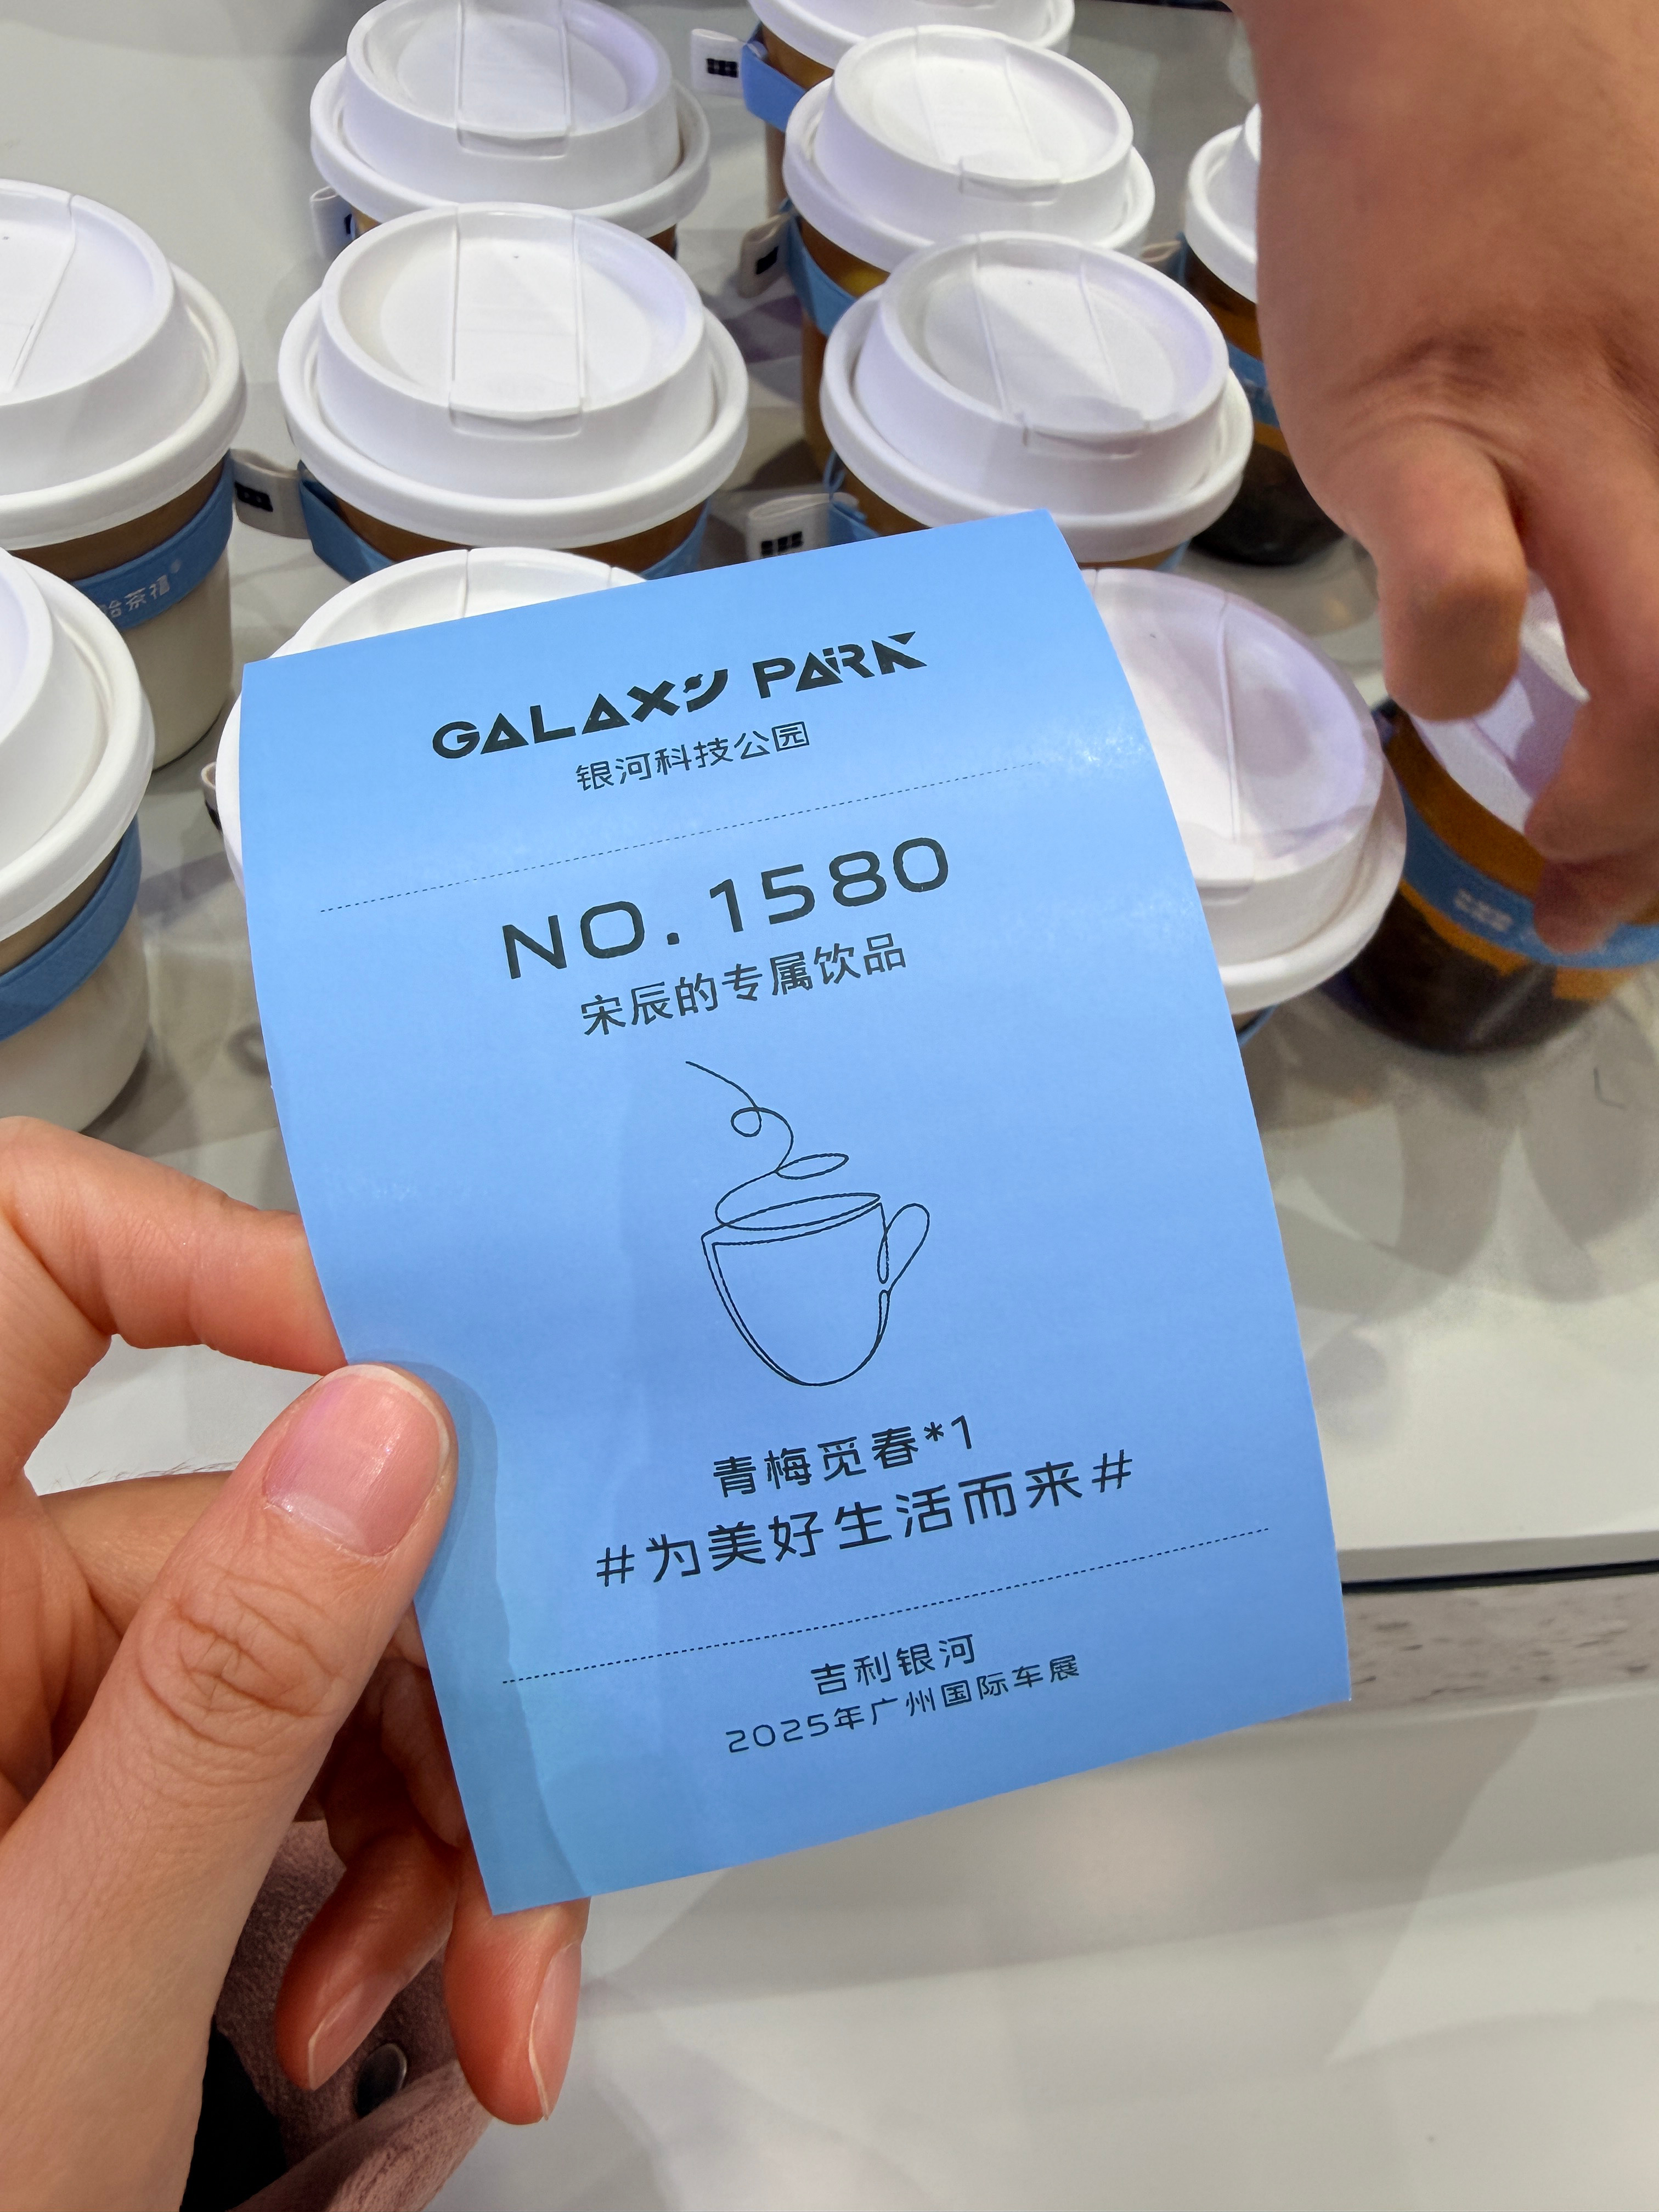 GALAXY PARK
银河科技公园
NO.1580
宋辰的专属饮品
青梅觅春*1
#为美好生活而来#
吉利银河
2025年广州国际车展
茶禧